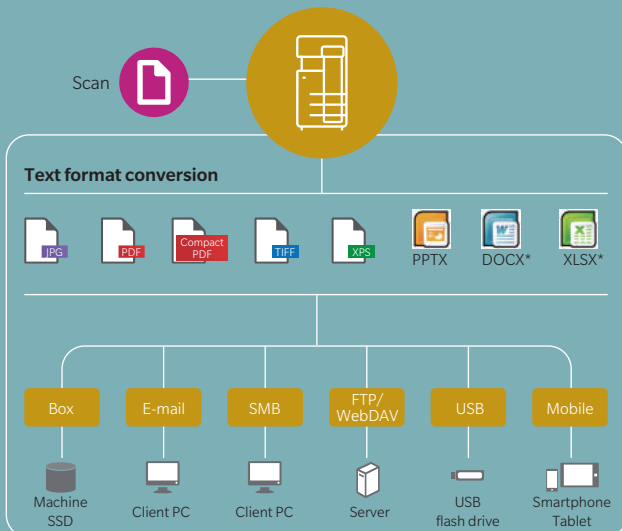 Scan
Text format conversion
JPG
PDF
Compact
PDF
TIFF
XPS
PPTX
DOCX*
XLSX*
Box
E-mail
SMB
FTP/
WebDAV
USB
Mobile
Machine
SSD
Client PC
Client PC
Server
USB
flash drive
Smartphone
Tablet